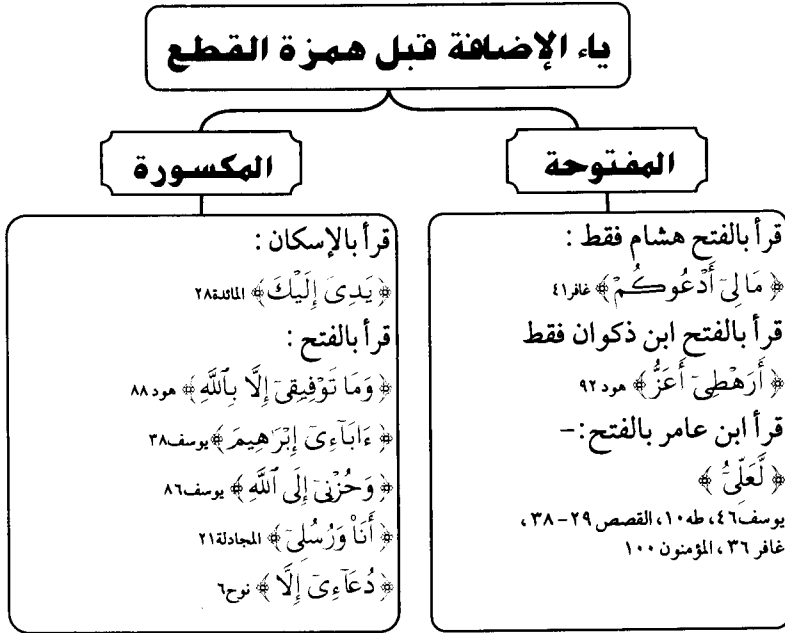 ياء الإضافة قبل همزة القطع
المفتوحة
قرأ بالفتح هشام فقط :
﴿ مَا لِىٓ أَدْعُوكُمْ ﴾ غافر٤١
قرأ بالفتح ابن ذكوان فقط
﴿ أَرَهْطِىٓ أَعَزُّ ﴾ هود ٩٢
قرأ ابن عامر بالفتح:-
﴿ لَّعَلِّىٓ ﴾
يوسف٤٦، طه١٠، القصص ٢٩-٣٨ ،
غافر ٣٦ ، المؤمنون ١٠٠
المكسورة
قرأ بالإسكان :
﴿ يَدِىَ إِلَيْكَ ﴾ المائدة٢٨
قرأ بالفتح :
﴿ وَمَا تَوْفِيقِىٓ إِلَّا بِٱللَّهِ ﴾ هود٨٨
﴿ ءَابَآءِىٓ إِبْرَٰهِيمَ ﴾ يوسف٣٨
﴿ وَحُزْنِىٓ إِلَى ٱللَّهِ ﴾ يوسف٨٦
﴿ أَنَا۠ وَرُسُلِىٓ ﴾ المجادلة٢١
﴿ دُعَآءِىٓ إِلَّا ﴾ نوح٦